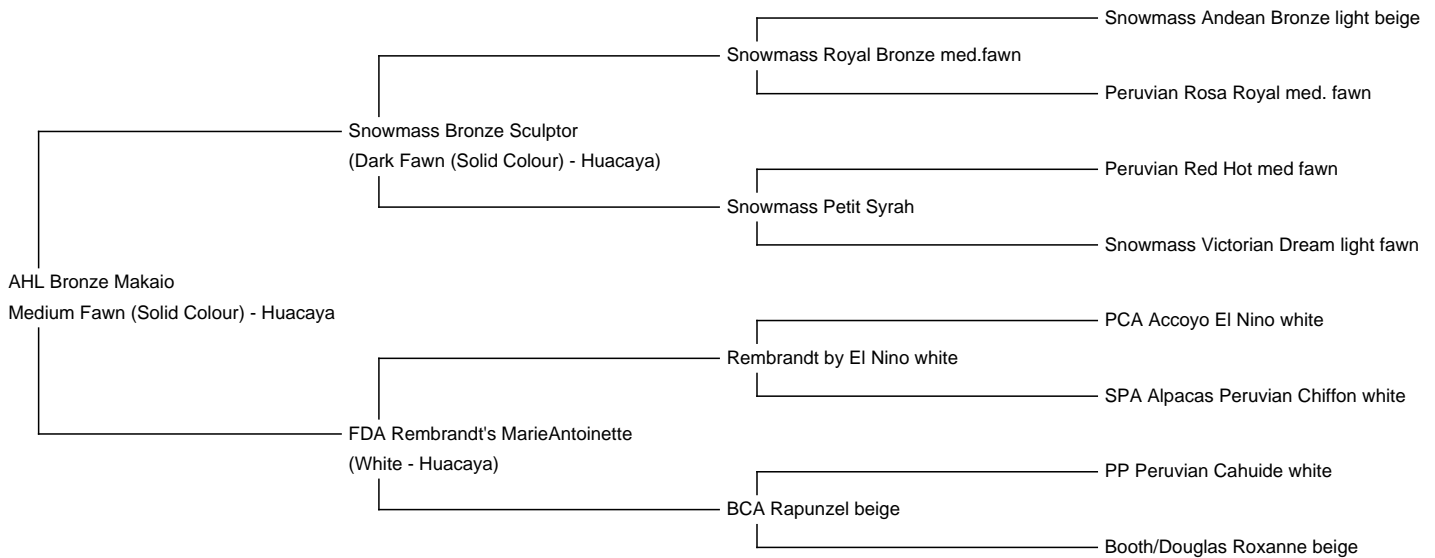 Snowmass Andean Bronze light beige
Snowmass Royal Bronze med.fawn
Peruvian Rosa Royal med. fawn
Snowmass Bronze Sculptor
(Dark Fawn (Solid Colour) - Huacaya)
Peruvian Red Hot med fawn
Snowmass Petit Syrah
Snowmass Victorian Dream light fawn
AHL Bronze Makaio
Medium Fawn (Solid Colour) - Huacaya
PCA Accoyo El Nino white
Rembrandt by El Nino white
SPA Alpacas Peruvian Chiffon white
FDA Rembrandt's MarieAntoinette
(White - Huacaya)
PP Peruvian Cahuide white
BCA Rapunzel beige
Booth/Douglas Roxanne beige